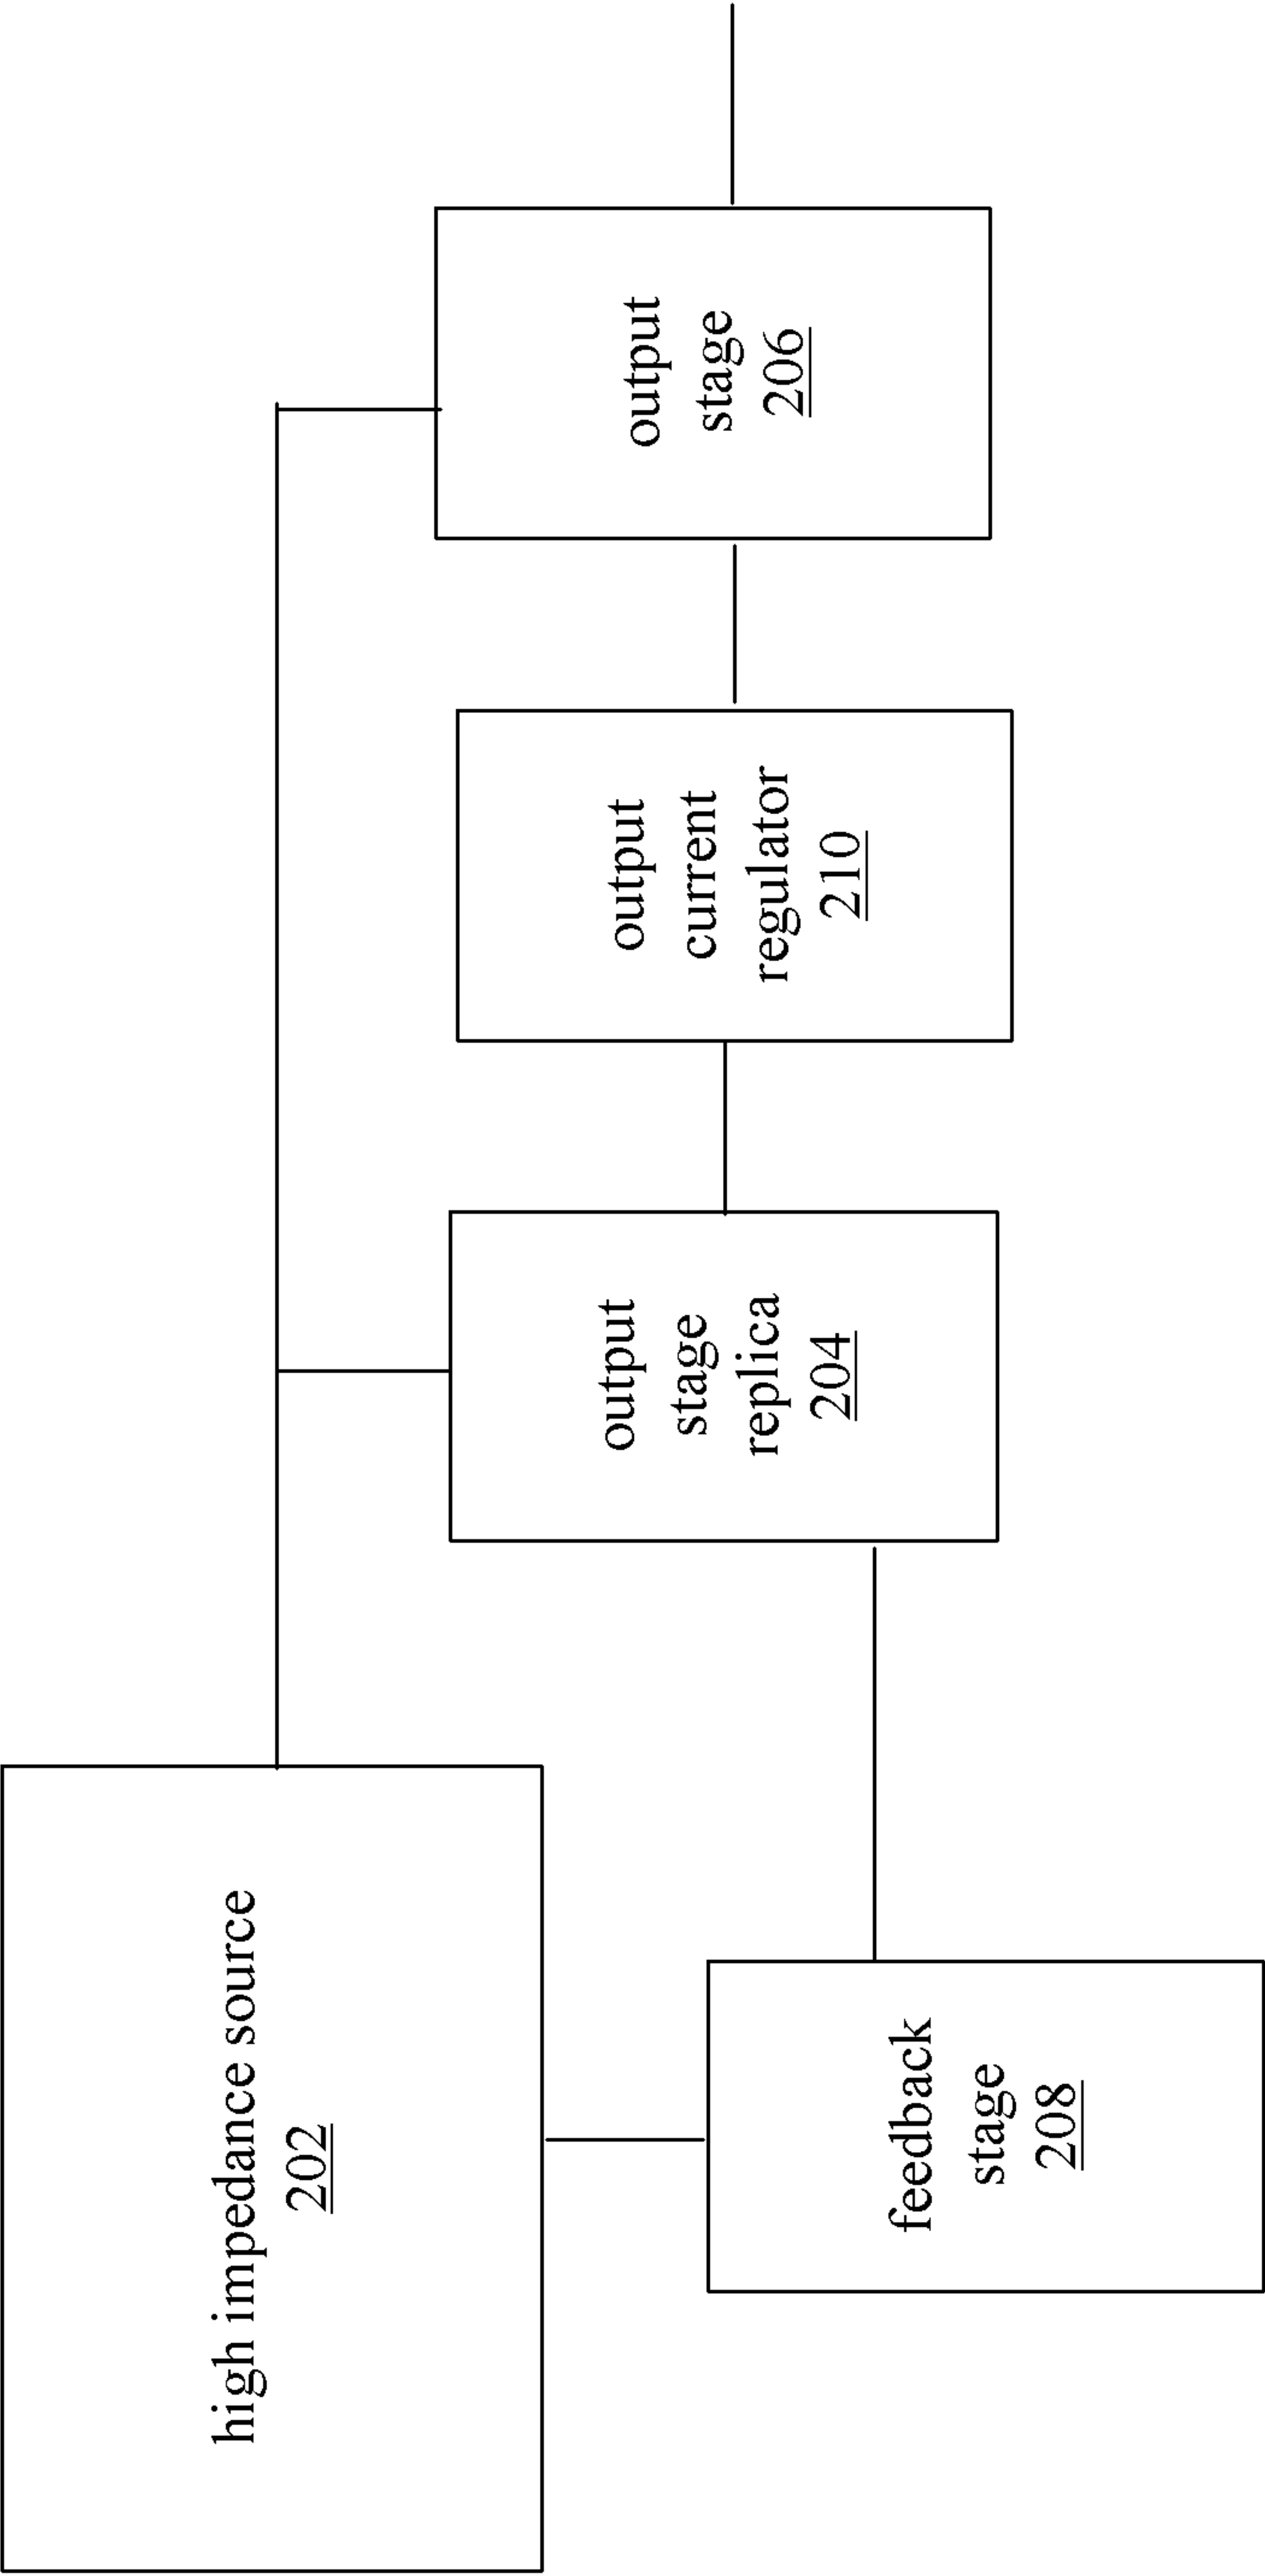 high impedance source
202
output
stage
replica
204
output
current
regulator
210
output
stage
206
feedback
stage
208